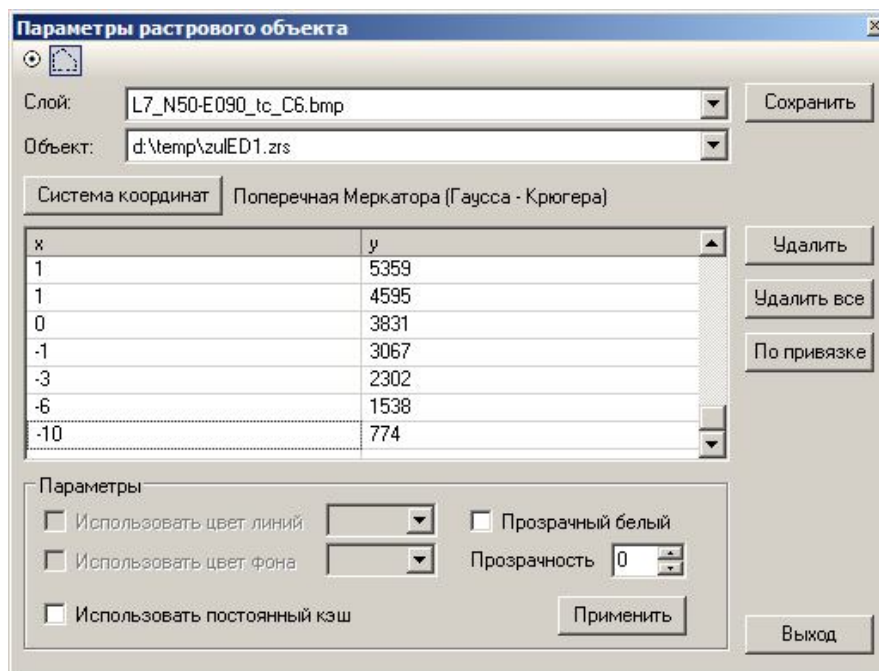 Параметры растрового объекта
Слой: L7_N50-E090_tc_C6.bmp Сохранить
Объект: d:\temp\zulED1.zrs
Система координат Поперечная Меркатора (Гаусса - Крюгера)
x y Удалить
1 5359
1 4595 Удалить все
0 3831
-1 3067 По привязке
-3 2302
-6 1538
-10 774
Параметры
Использовать цвет линий Прозрачный белый
Использовать цвет фона Прозрачность 0
Использовать постоянный кэш Применить
Выход